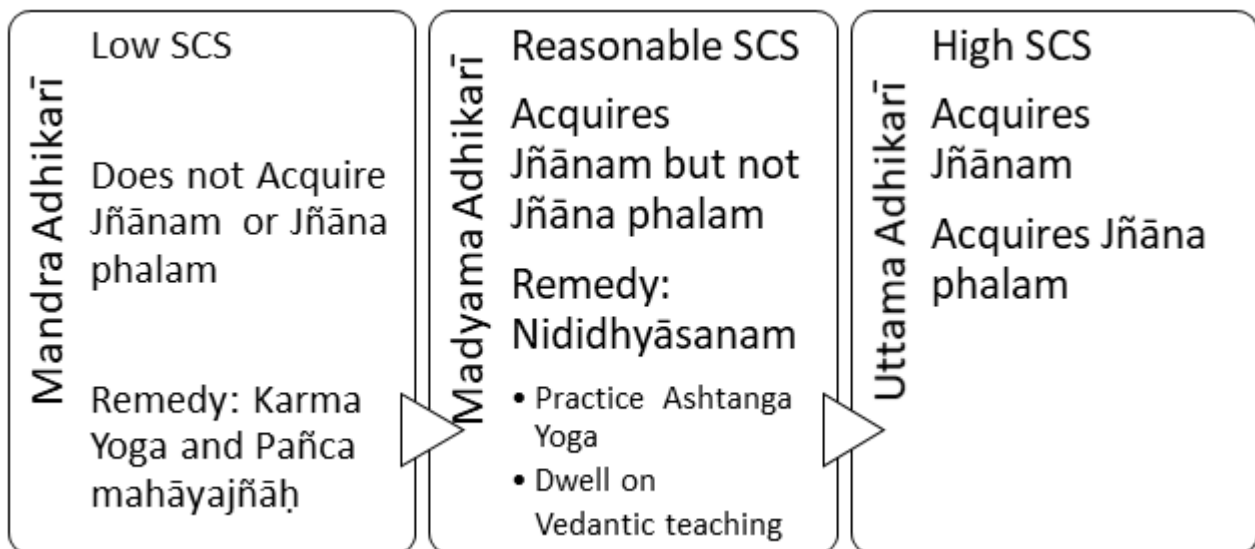 Mandra Adhikarī
Low SCS
Does not Acquire
Jñānam or Jñāna
phalam
Remedy: Karma
Yoga and Pañca
mahāyajñāḥ
Madyama Adhikarī
Reasonable SCS
Acquires
Jñānam but not
Jñāna phalam
Remedy:
Nididhyāsanam
• Practice Ashtanga
Yoga
• Dwell on
Vedantic teaching
Uttama Adhikarī
High SCS
Acquires
Jñānam
Acquires Jñāna
phalam